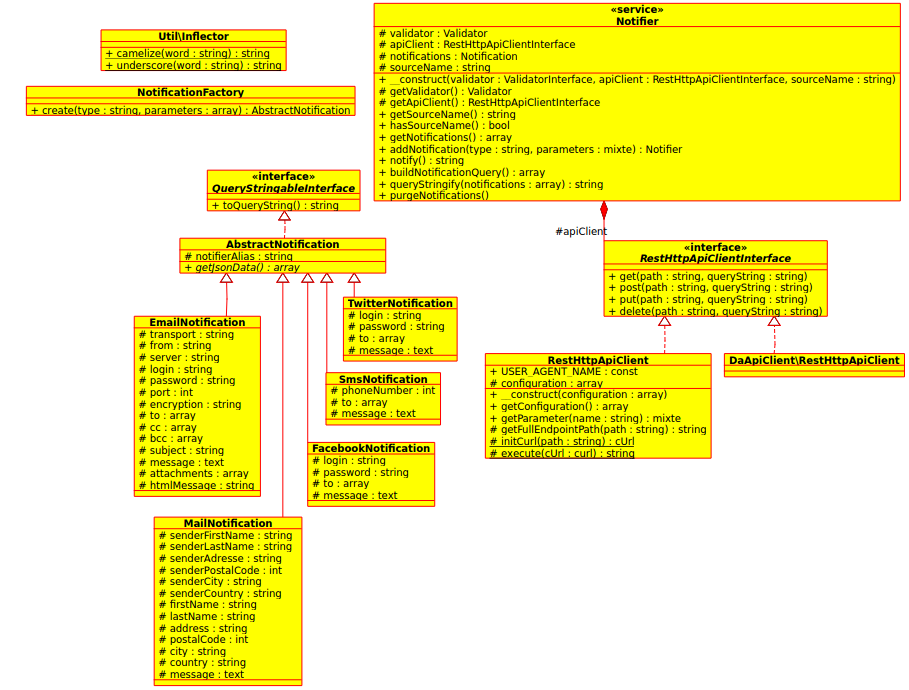 Util\Inflector
+ camelize(word : string) : string
+ underscore(word : string) : string
NotificationFactory
+ create(type : string, parameters : array) : AbstractNotification
«service»
Notifier
# validator : Validator
# apiClient : RestHttpApiClientInterface
# notifications : Notification
# sourceName : string
+ __construct(validator : ValidatorInterface, apiClient : RestHttpApiClientInterface, sourceName : string)
# getValidator() : Validator
# getApiClient() : RestHttpApiClientInterface
+ getSourceName() : string
+ hasSourceName() : bool
+ getNotifications() : array
+ addNotification(type : string, parameters : mixte) : Notifier
+ notify() : string
+ buildNotificationQuery() : array
+ queryStringify(notifications : array) : string
+ purgeNotifications()
«interface»
QueryStringableInterface
+ toQueryString() : string
#apiClient
AbstractNotification
# notifierAlias : string
+ getJsonData() : array
«interface»
RestHttpApiClientInterface
+ get(path : string, queryString : string)
+ post(path : string, queryString : string)
+ put(path : string, queryString : string)
+ delete(path : string, queryString : string)
TwitterNotification
# login : string
# password : string
# to : array
# message : text
EmailNotification
# transport : string
# from : string
# server : string
# login : string
# password : string
# port : int
# encryption : string
# to : array
# cc : array
# bcc : array
# subject : string
# message : text
# attachments : array
# htmlMessage : string
SmsNotification
# phoneNumber : int
# to : array
# message : text
RestHttpApiClient
+ USER_AGENT_NAME : const
# configuration : array
+ __construct(configuration : array)
+ getConfiguration() : array
+ getParameter(name : string) : mixte
# getFullEndpointPath(path : string) : string
# initCurl(path : string) : cUrl
# execute(cUrl : curl) : string
DaApiClient\RestHttpApiClient
FacebookNotification
# login : string
# password : string
# to : array
# message : text
MailNotification
# senderFirstName : string
# senderLastName : string
# senderAdresse : string
# senderPostalCode : int
# senderCity : string
# senderCountry : string
# firstName : string
# lastName : string
# address : string
# postalCode : int
# city : string
# country : string
# message : text